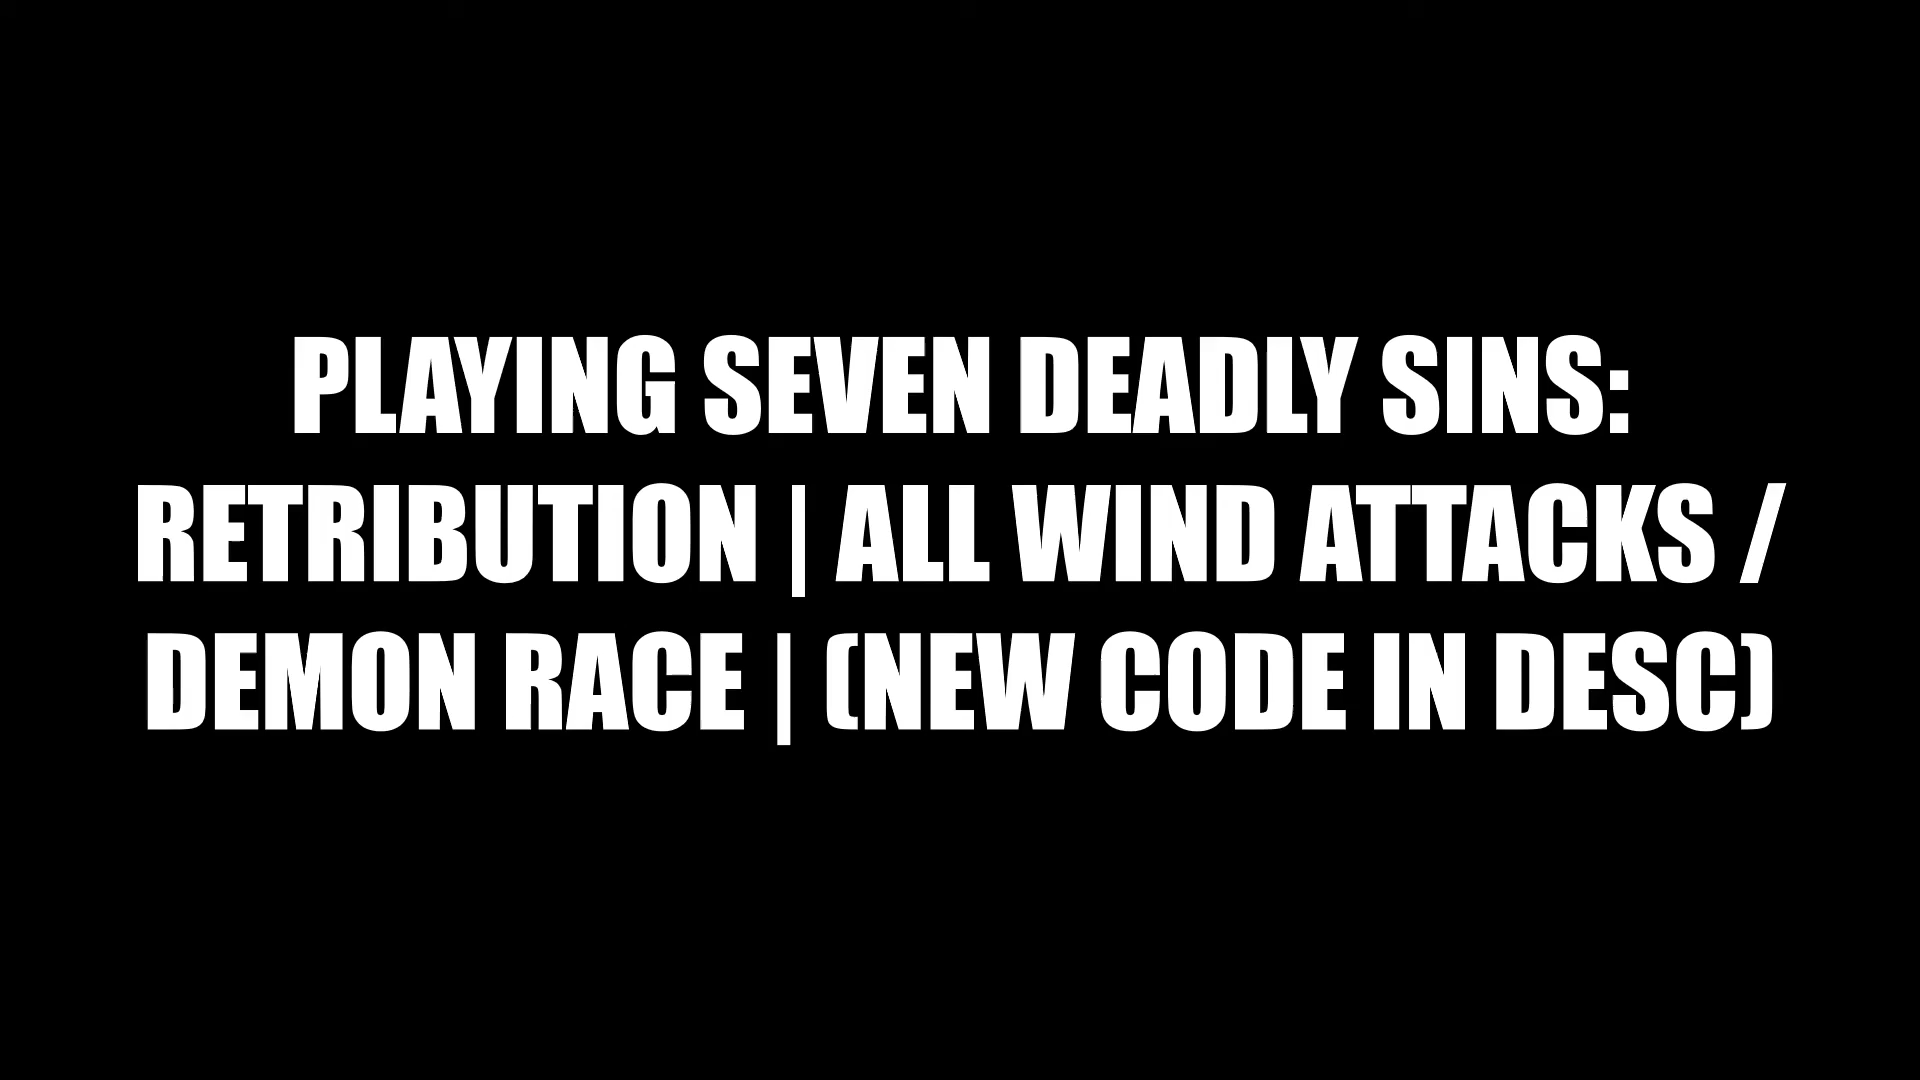 PLAYING SEVEN DEADLY SINS:
RETRIBUTION | ALL WIND ATTACKS /
DEMON RACE | (NEW CODE IN DESC)